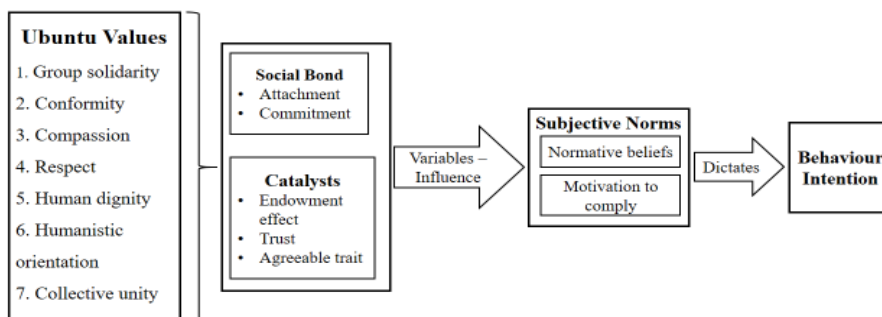 Ubuntu Values
1. Group solidarity
2. Conformity
3. Compassion
4. Respect
5. Human dignity
6. Humanistic
orientation
7. Collective unity
Social Bond
• Attachment
• Commitment
Catalysts
• Endowment
effect
• Trust
• Agreeable trait
Variables –
Influence
Subjective Norms
Normative beliefs
Motivation to
comply
Dictates
Behaviour
Intention